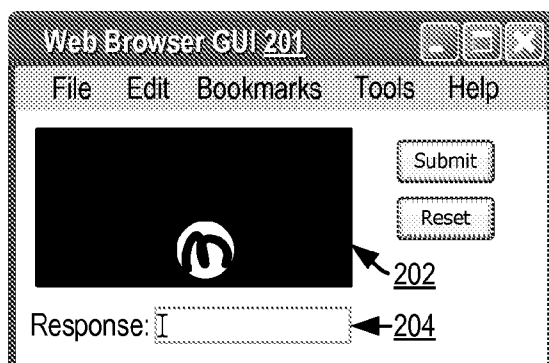 Web Browser GUI 201
File Edit Bookmarks Tools Help
Submit
Reset
202
Response: 204